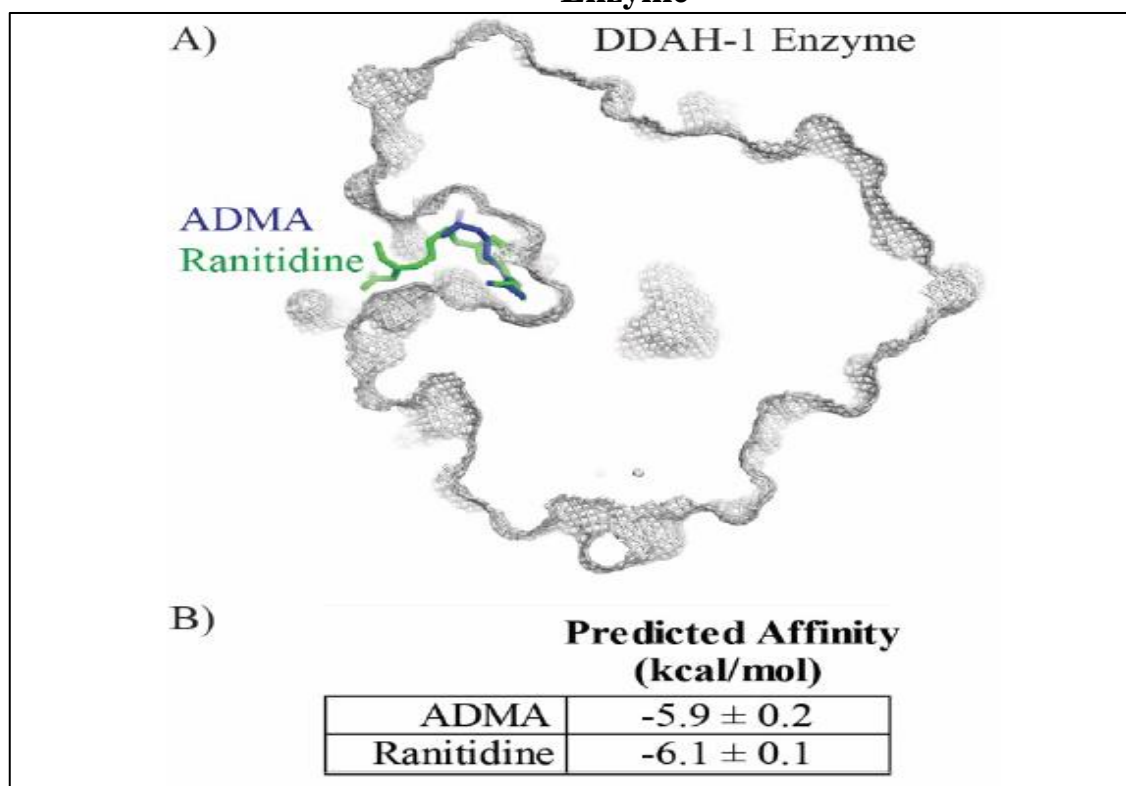 Enzyme
A) DDAH-1 Enzyme
ADMA
Ranitidine
B)
Predicted Affinity
(kcal/mol)
ADMA -5.9 ± 0.2
Ranitidine -6.1 ± 0.1